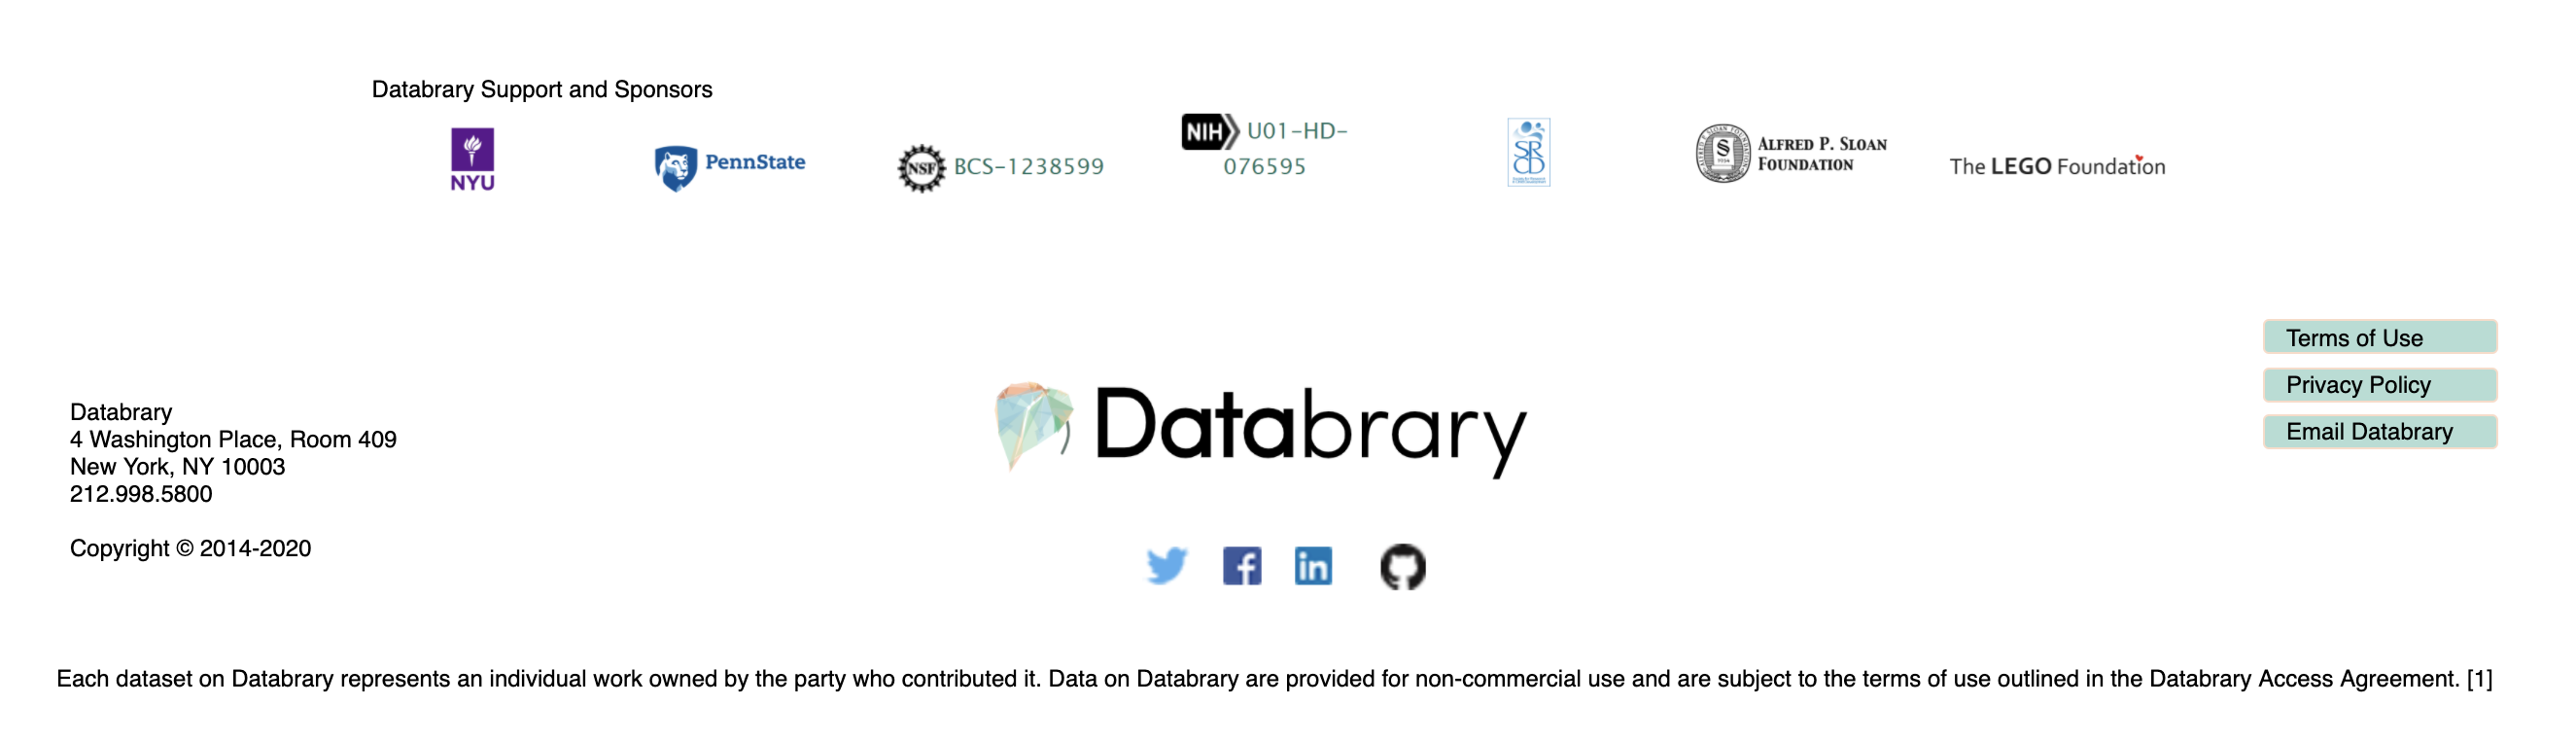 Databrary Support and Sponsors
NYU
PennState
NSF BCS-1238599
NIH U01-HD-
076595
SR
CD
ALFRED P. SLOAN
FOUNDATION
The LEGO Foundation
Terms of Use
Privacy Policy
Email Databrary
Databrary
4 Washington Place, Room 409
New York, NY 10003
212.998.5800
Copyright © 2014-2020
Databrary
Each dataset on Databrary represents an individual work owned by the party who contributed it. Data on Databrary are provided for non-commercial use and are subject to the terms of use outlined in the Databrary Access Agreement. [1]